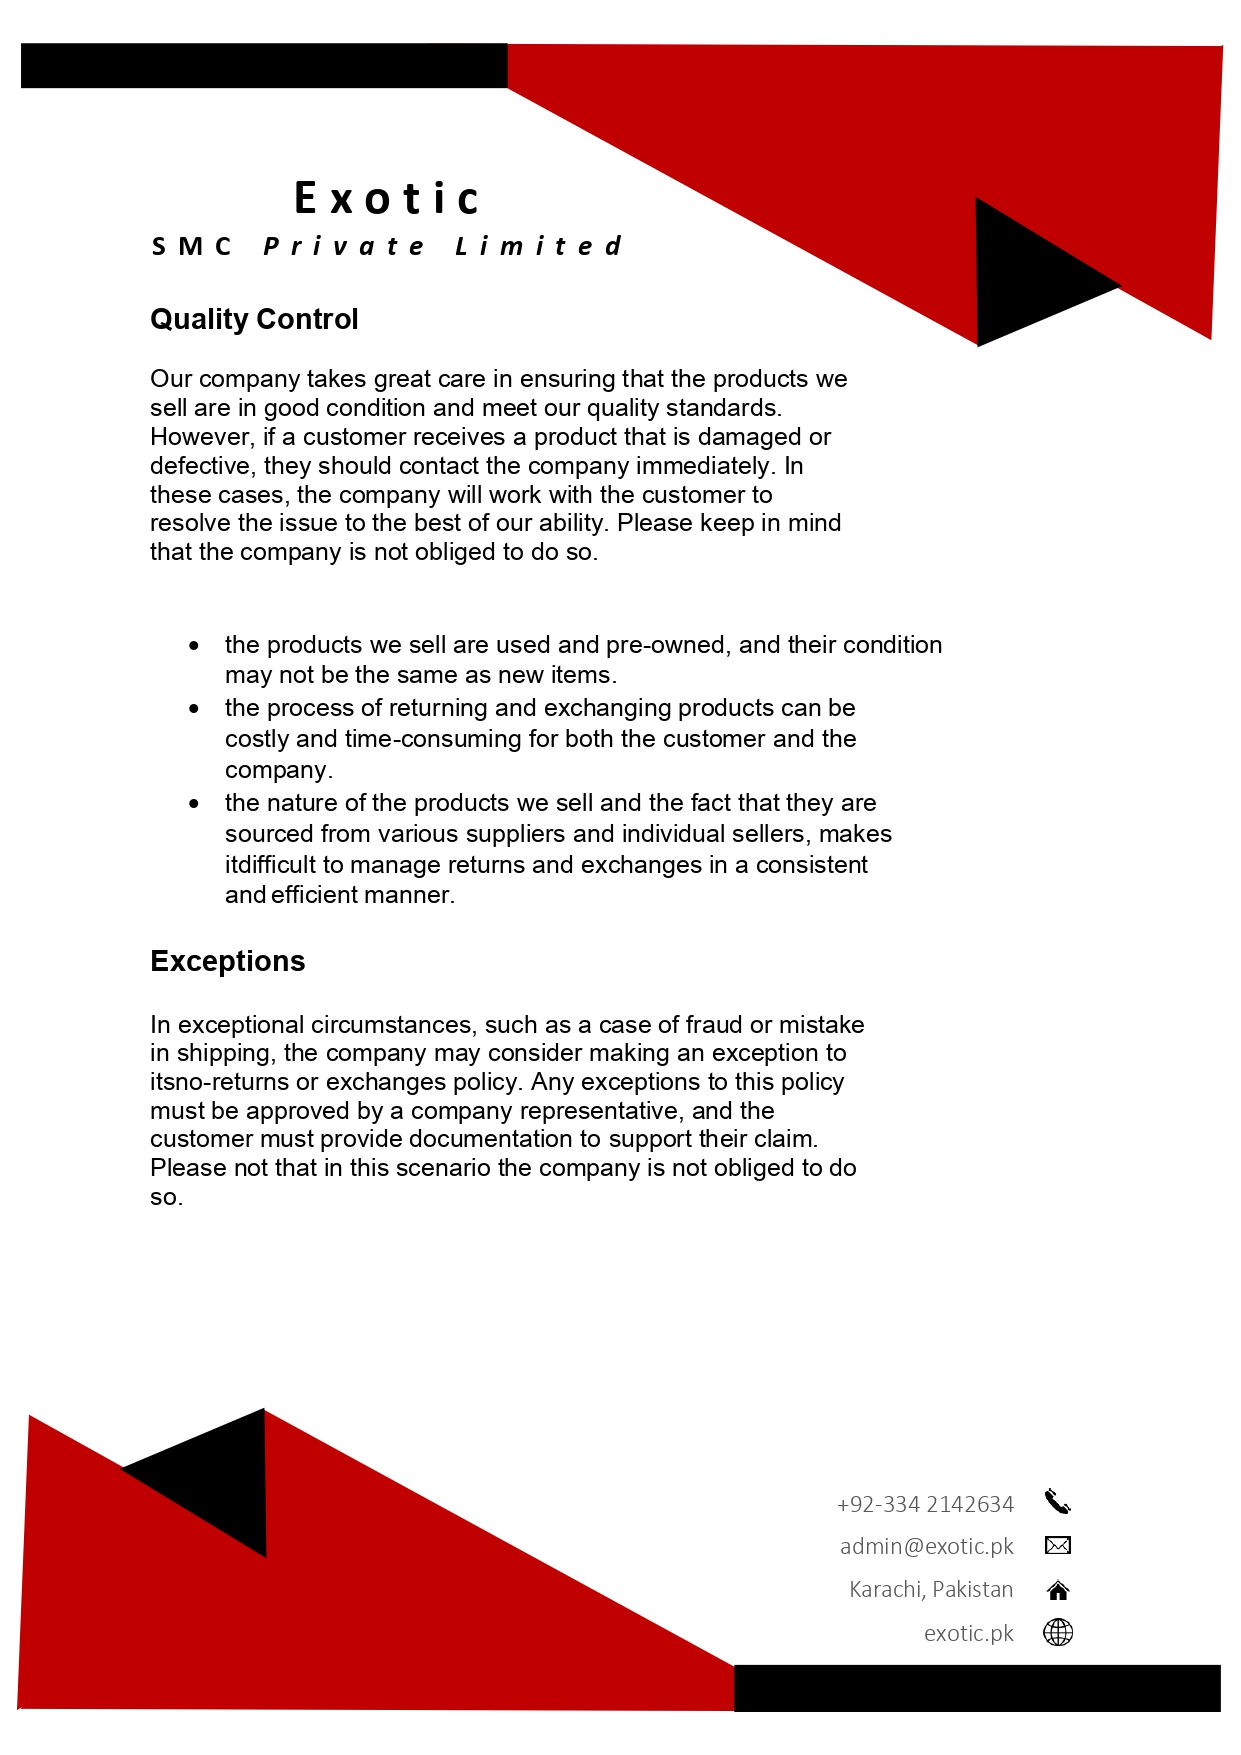 Exotic
SMC Private Limited
Quality Control
Our company takes great care in ensuring that the products we
sell are in good condition and meet our quality standards.
However, if a customer receives a product that is damaged or
defective, they should contact the company immediately. In
these cases, the company will work with the customer to
resolve the issue to the best of our ability. Please keep in mind
that the company is not obliged to do so.
• the products we sell are used and pre-owned, and their condition
may not be the same as new items.
• the process of returning and exchanging products can be
costly and time-consuming for both the customer and the
company.
• the nature of the products we sell and the fact that they are
sourced from various suppliers and individual sellers, makes
itdifficult to manage returns and exchanges in a consistent
and efficient manner.
Exceptions
In exceptional circumstances, such as a case of fraud or mistake
in shipping, the company may consider making an exception to
itsno-returns or exchanges policy. Any exceptions to this policy
must be approved by a company representative, and the
customer must provide documentation to support their claim.
Please not that in this scenario the company is not obliged to do
so.
+92-334 2142634
admin@exotic.pk
Karachi, Pakistan
exotic.pk